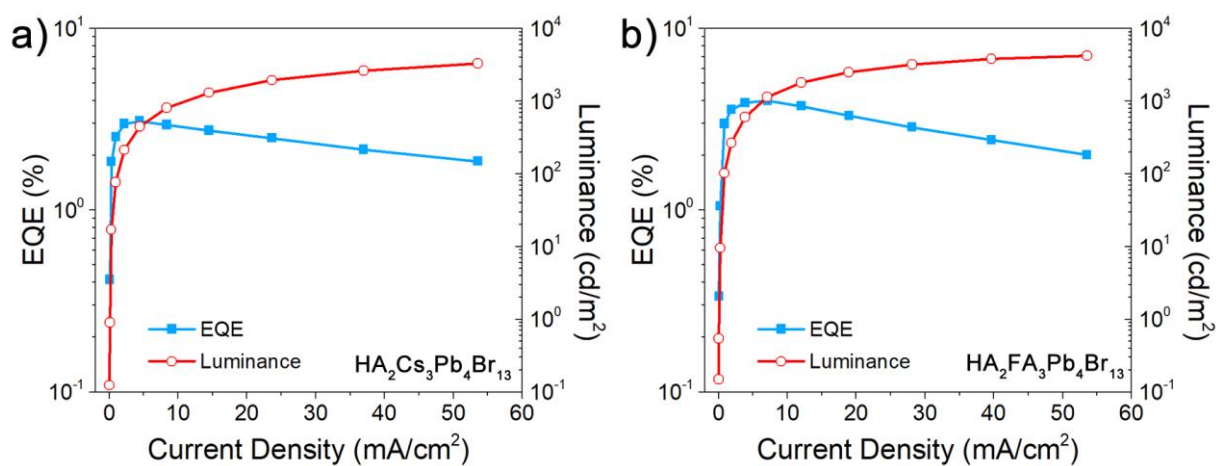 a)
10¹
10⁰
10⁻¹
EQE (%)
10⁴
10³
10²
10¹
10⁰
10⁻¹
Luminance (cd/m²)
EQE
Luminance
HA₂Cs₃Pb₄Br₁₃
0 10 20 30 40 50 60
Current Density (mA/cm²)
b)
10¹
10⁰
10⁻¹
EQE (%)
10⁴
10³
10²
10¹
10⁰
10⁻¹
Luminance (cd/m²)
EQE
Luminance
HA₂FA₃Pb₄Br₁₃
0 10 20 30 40 50 60
Current Density (mA/cm²)